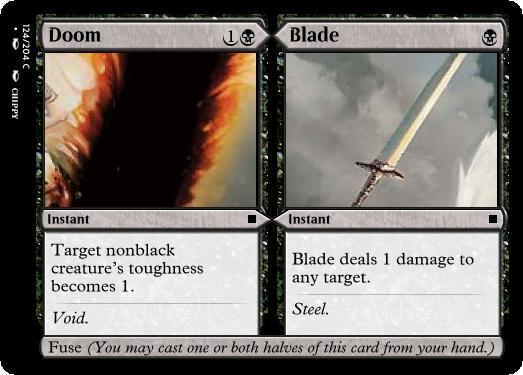 Doom 1
Instant
Target nonblack
creature's toughness
becomes 1.
Void.
Blade
Instant
Blade deals 1 damage to
any target.
Steel.
Fuse (You may cast one or both halves of this card from your hand.)
124/204 C
CHIPPY